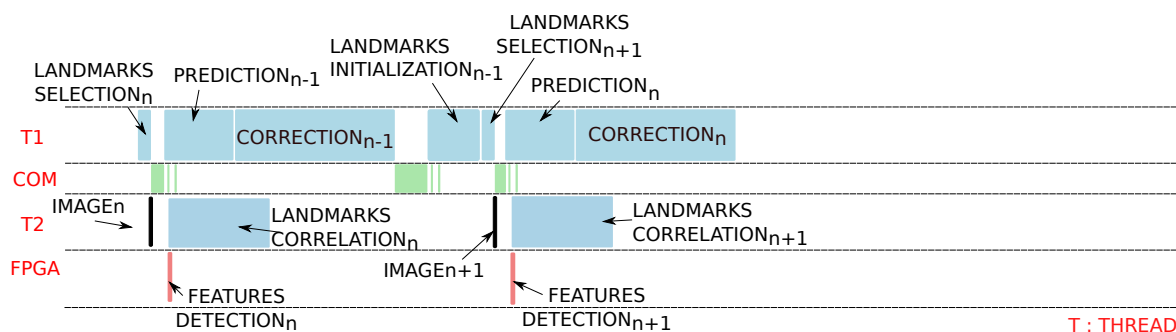 LANDMARKS
SELECTIONn+1
LANDMARKS
INITIALIZATIONn-1
LANDMARKS
SELECTIONn
PREDICTIONn-1
PREDICTIONn
T1
CORRECTIONn-1
CORRECTIONn
COM
IMAGEn
T2
LANDMARKS
CORRELATIONn
LANDMARKS
CORRELATIONn+1
FPGA
IMAGEn+1
FEATURES
DETECTIONn
FEATURES
DETECTIONn+1
T : THREAD